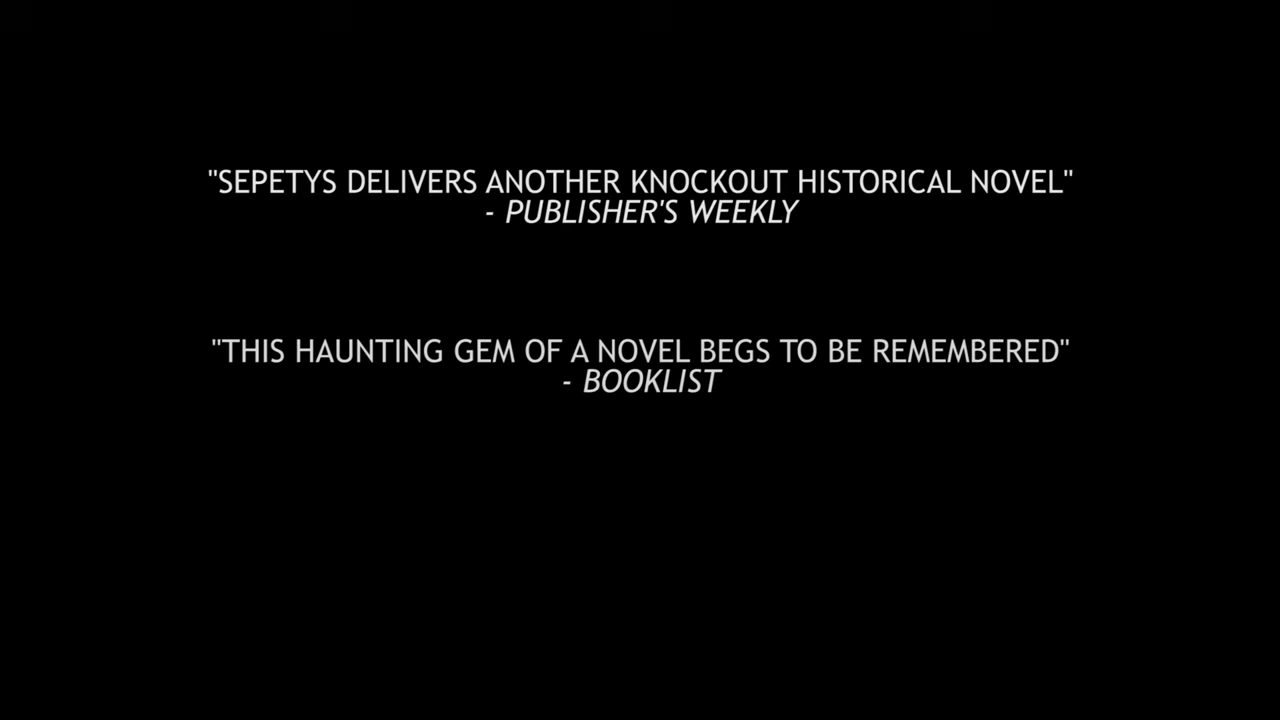 "SEPETYS DELIVERS ANOTHER KNOCKOUT HISTORICAL NOVEL"
- PUBLISHER'S WEEKLY
"THIS HAUNTING GEM OF A NOVEL BEGS TO BE REMEMBERED"
- BOOKLIST